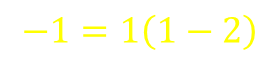 −1 = 1(1 − 2)